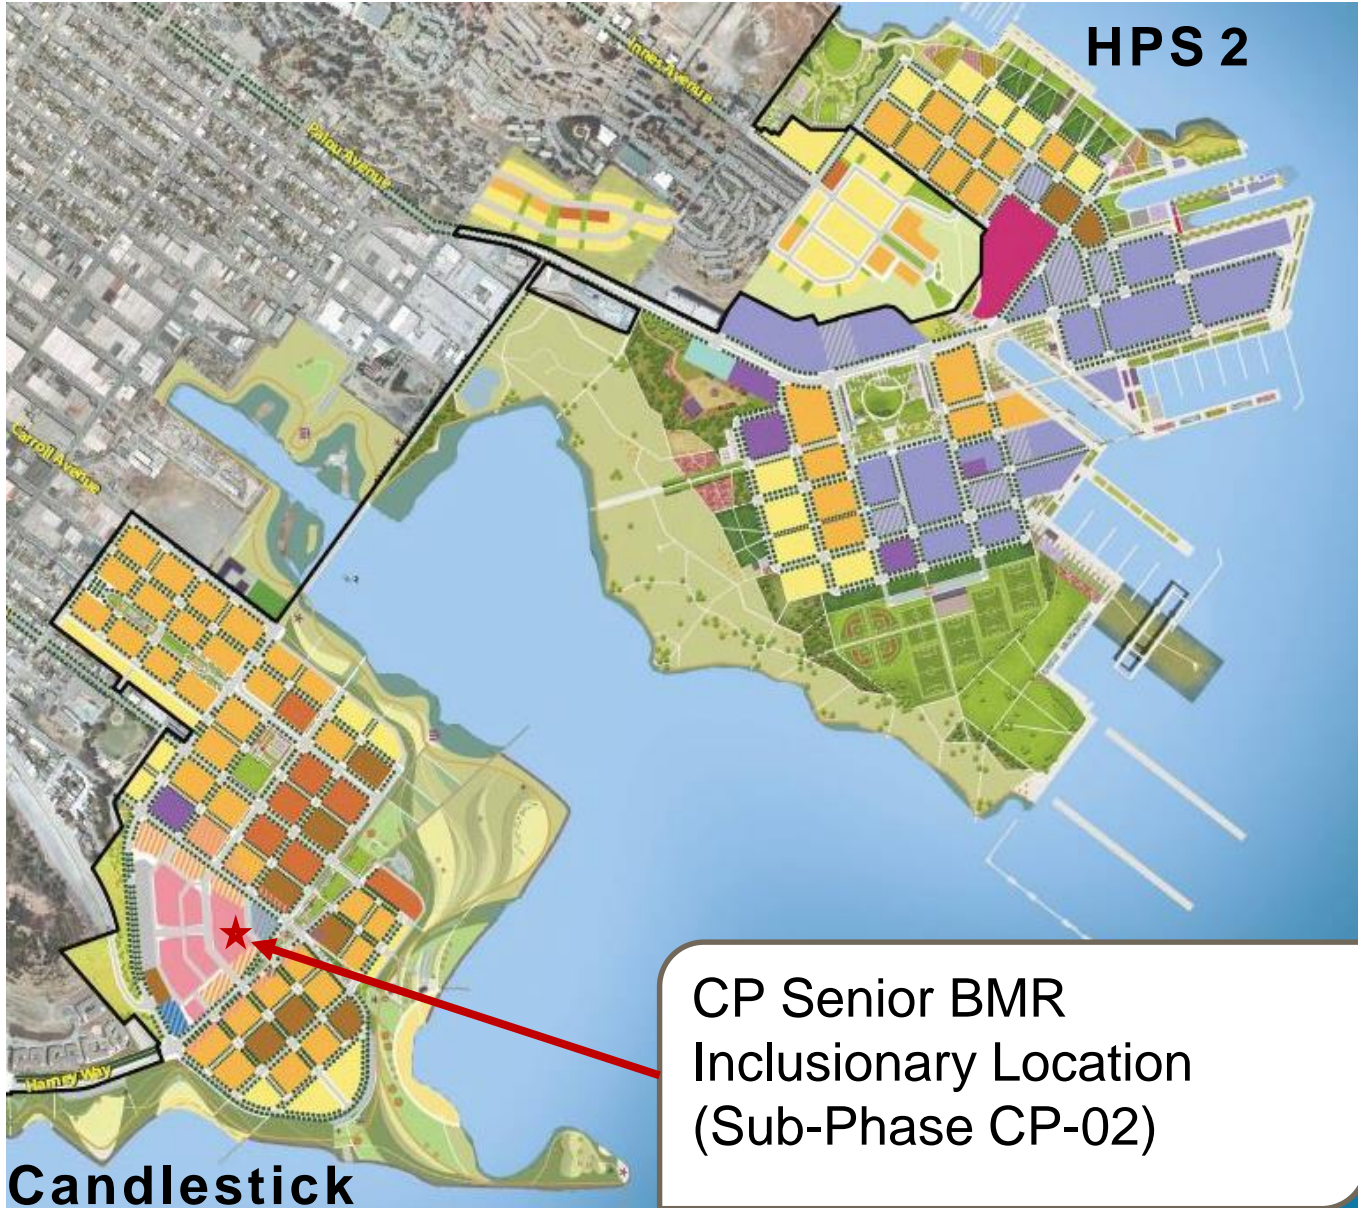 HPS 2
Innes Avenue
Palou Avenue
Carroll Avenue
Harney Way
CP Senior BMR
Inclusionary Location
(Sub-Phase CP-02)
Candlestick